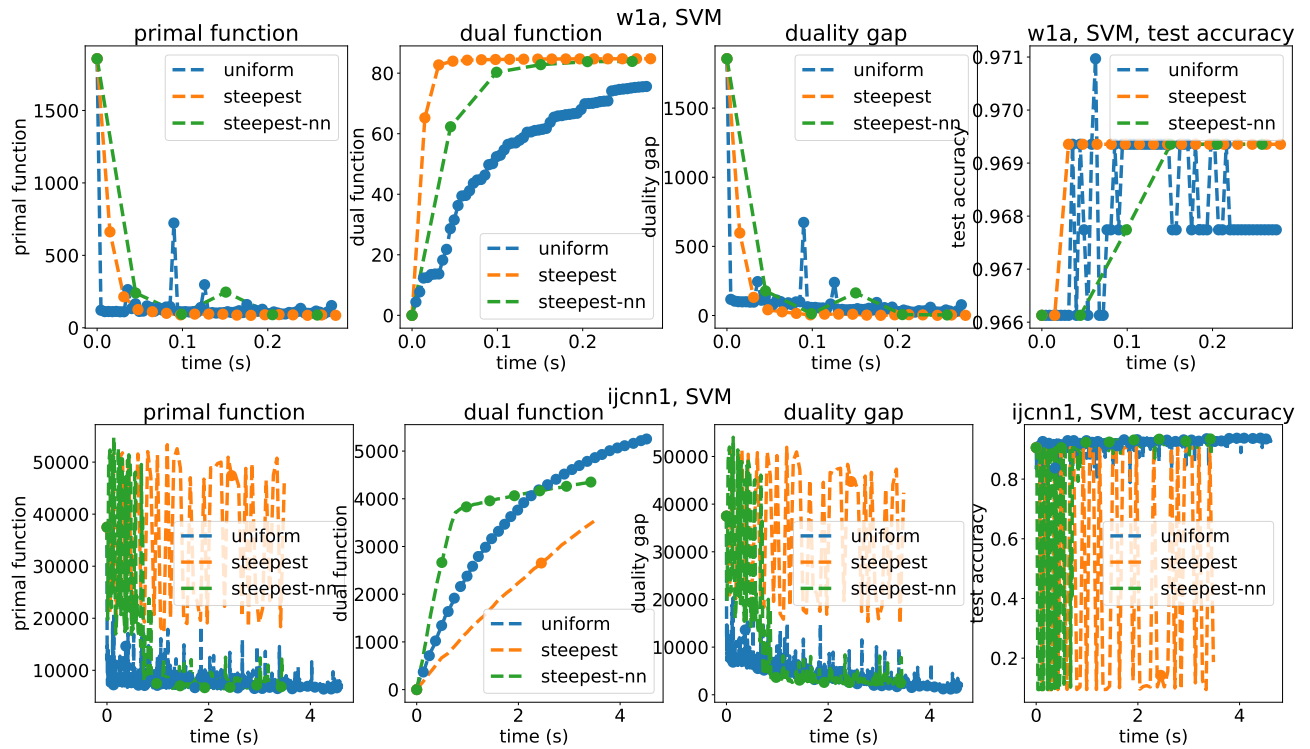 w1a, SVM
primal function
dual function
duality gap
w1a, SVM, test accuracy
primal function
1500
1000
500
0
0.0
0.1
0.2
time (s)
uniform
steepest
steepest-nn
dual function
80
60
40
20
0
0.0
0.1
0.2
time (s)
uniform
steepest
steepest-nn
duality gap
1500
1000
500
0
0.0
0.1
0.2
time (s)
uniform
steepest
steepest-nn
test accuracy
0.971
0.970
0.969
0.968
0.967
0.966
0.0
0.1
0.2
time (s)
uniform
steepest
steepest-nn
ijcnn1, SVM
primal function
dual function
duality gap
ijcnn1, SVM, test accuracy
primal function
50000
40000
30000
20000
10000
0
2
4
time (s)
uniform
steepest
steepest-nn
dual function
5000
4000
3000
2000
1000
0
0
2
4
time (s)
uniform
steepest
steepest-nn
duality gap
50000
40000
30000
20000
10000
0
0
2
4
time (s)
uniform
steepest
steepest-nn
test accuracy
0.8
0.6
0.4
0.2
0
2
4
time (s)
uniform
steepest
steepest-nn